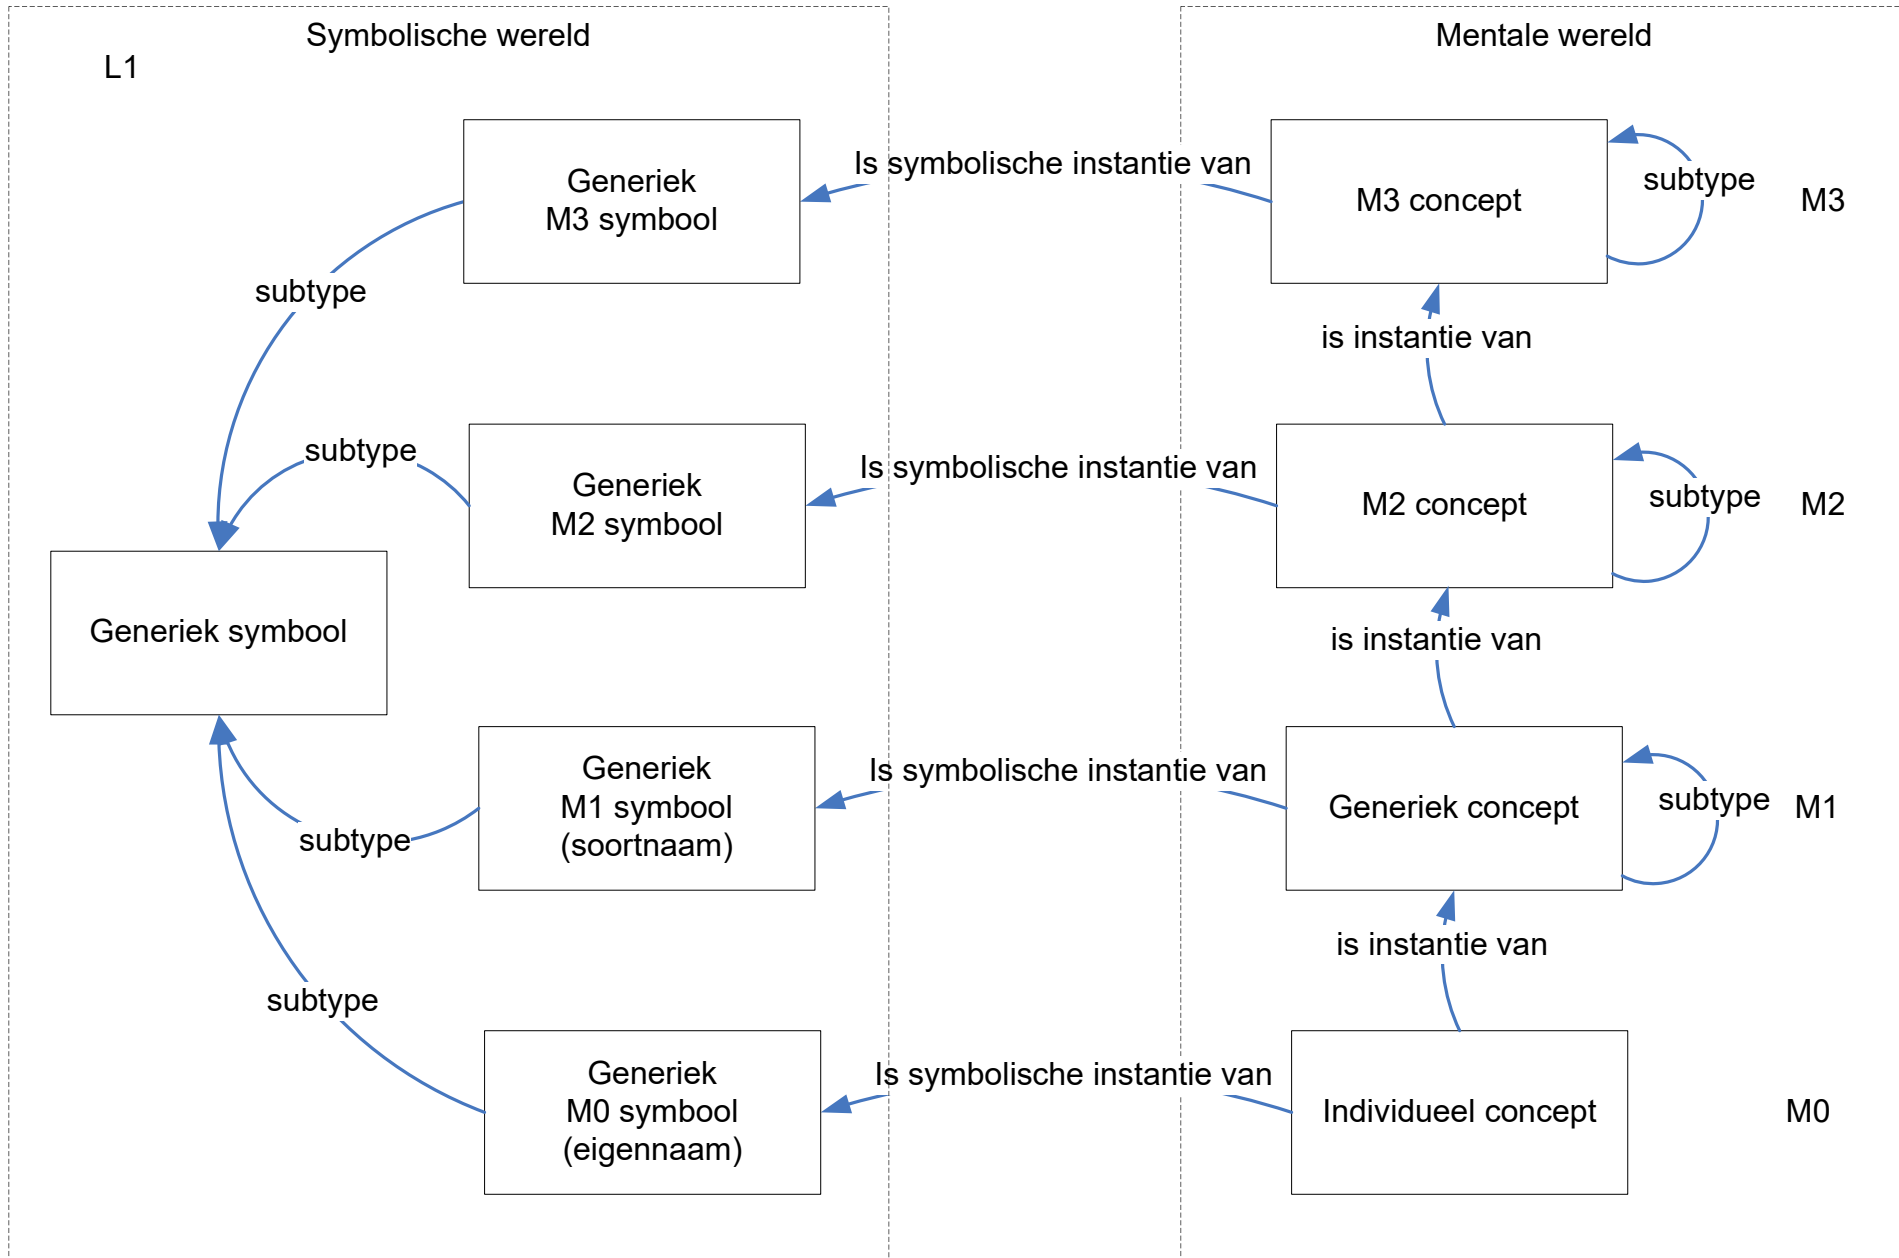 Symbolische wereld
Mentale wereld
L1
Generiek
M3 symbool
Is symbolische instantie van
M3 concept
subtype
M3
subtype
is instantie van
subtype
Generiek
M2 symbool
Is symbolische instantie van
M2 concept
subtype
M2
Generiek symbool
is instantie van
Generiek
M1 symbool
(soortnaam)
Is symbolische instantie van
Generiek concept
subtype
M1
subtype
is instantie van
subtype
Generiek
M0 symbool
(eigennaam)
Is symbolische instantie van
Individueel concept
M0